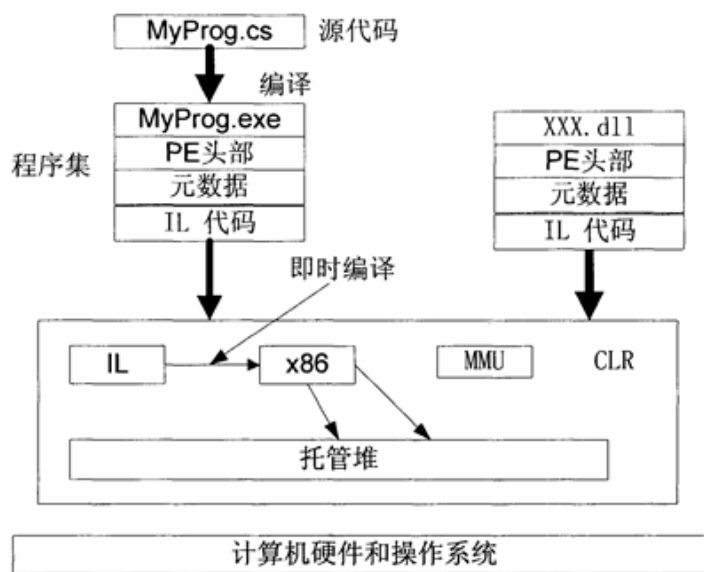 MyProg.cs 源代码
编译
MyProg.exe
PE头部
元数据
IL 代码
程序集
XXX.dll
PE头部
元数据
IL 代码
即时编译
IL
x86
MMU
CLR
托管堆
计算机硬件和操作系统